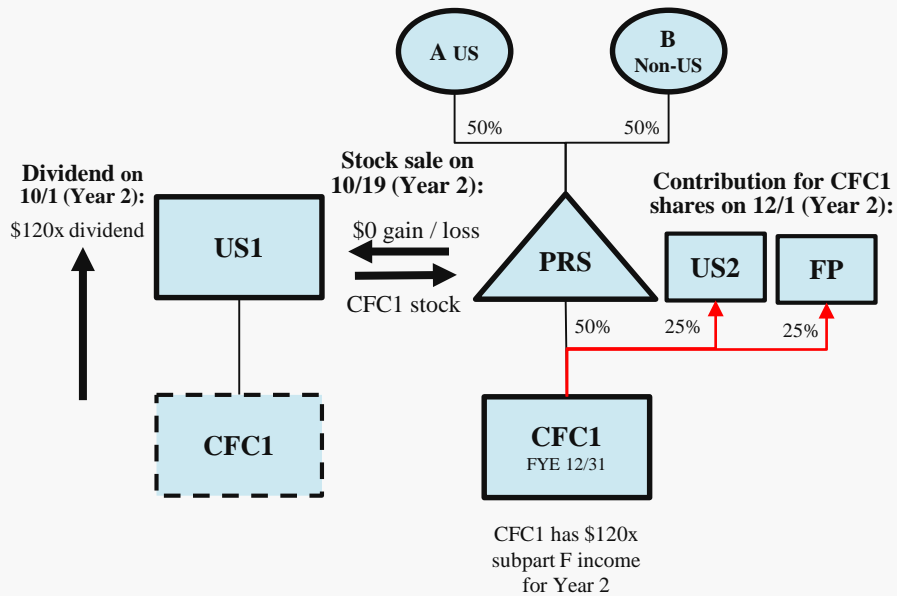 A US
B
Non-US
50%
50%
Dividend on
10/1 (Year 2):
$120x dividend
Stock sale on
10/19 (Year 2):
$0 gain / loss
CFC1 stock
Contribution for CFC1
shares on 12/1 (Year 2):
US1
PRS
US2
FP
50%
25%
25%
CFC1
CFC1
FYE 12/31
CFC1 has $120x
subpart F income
for Year 2